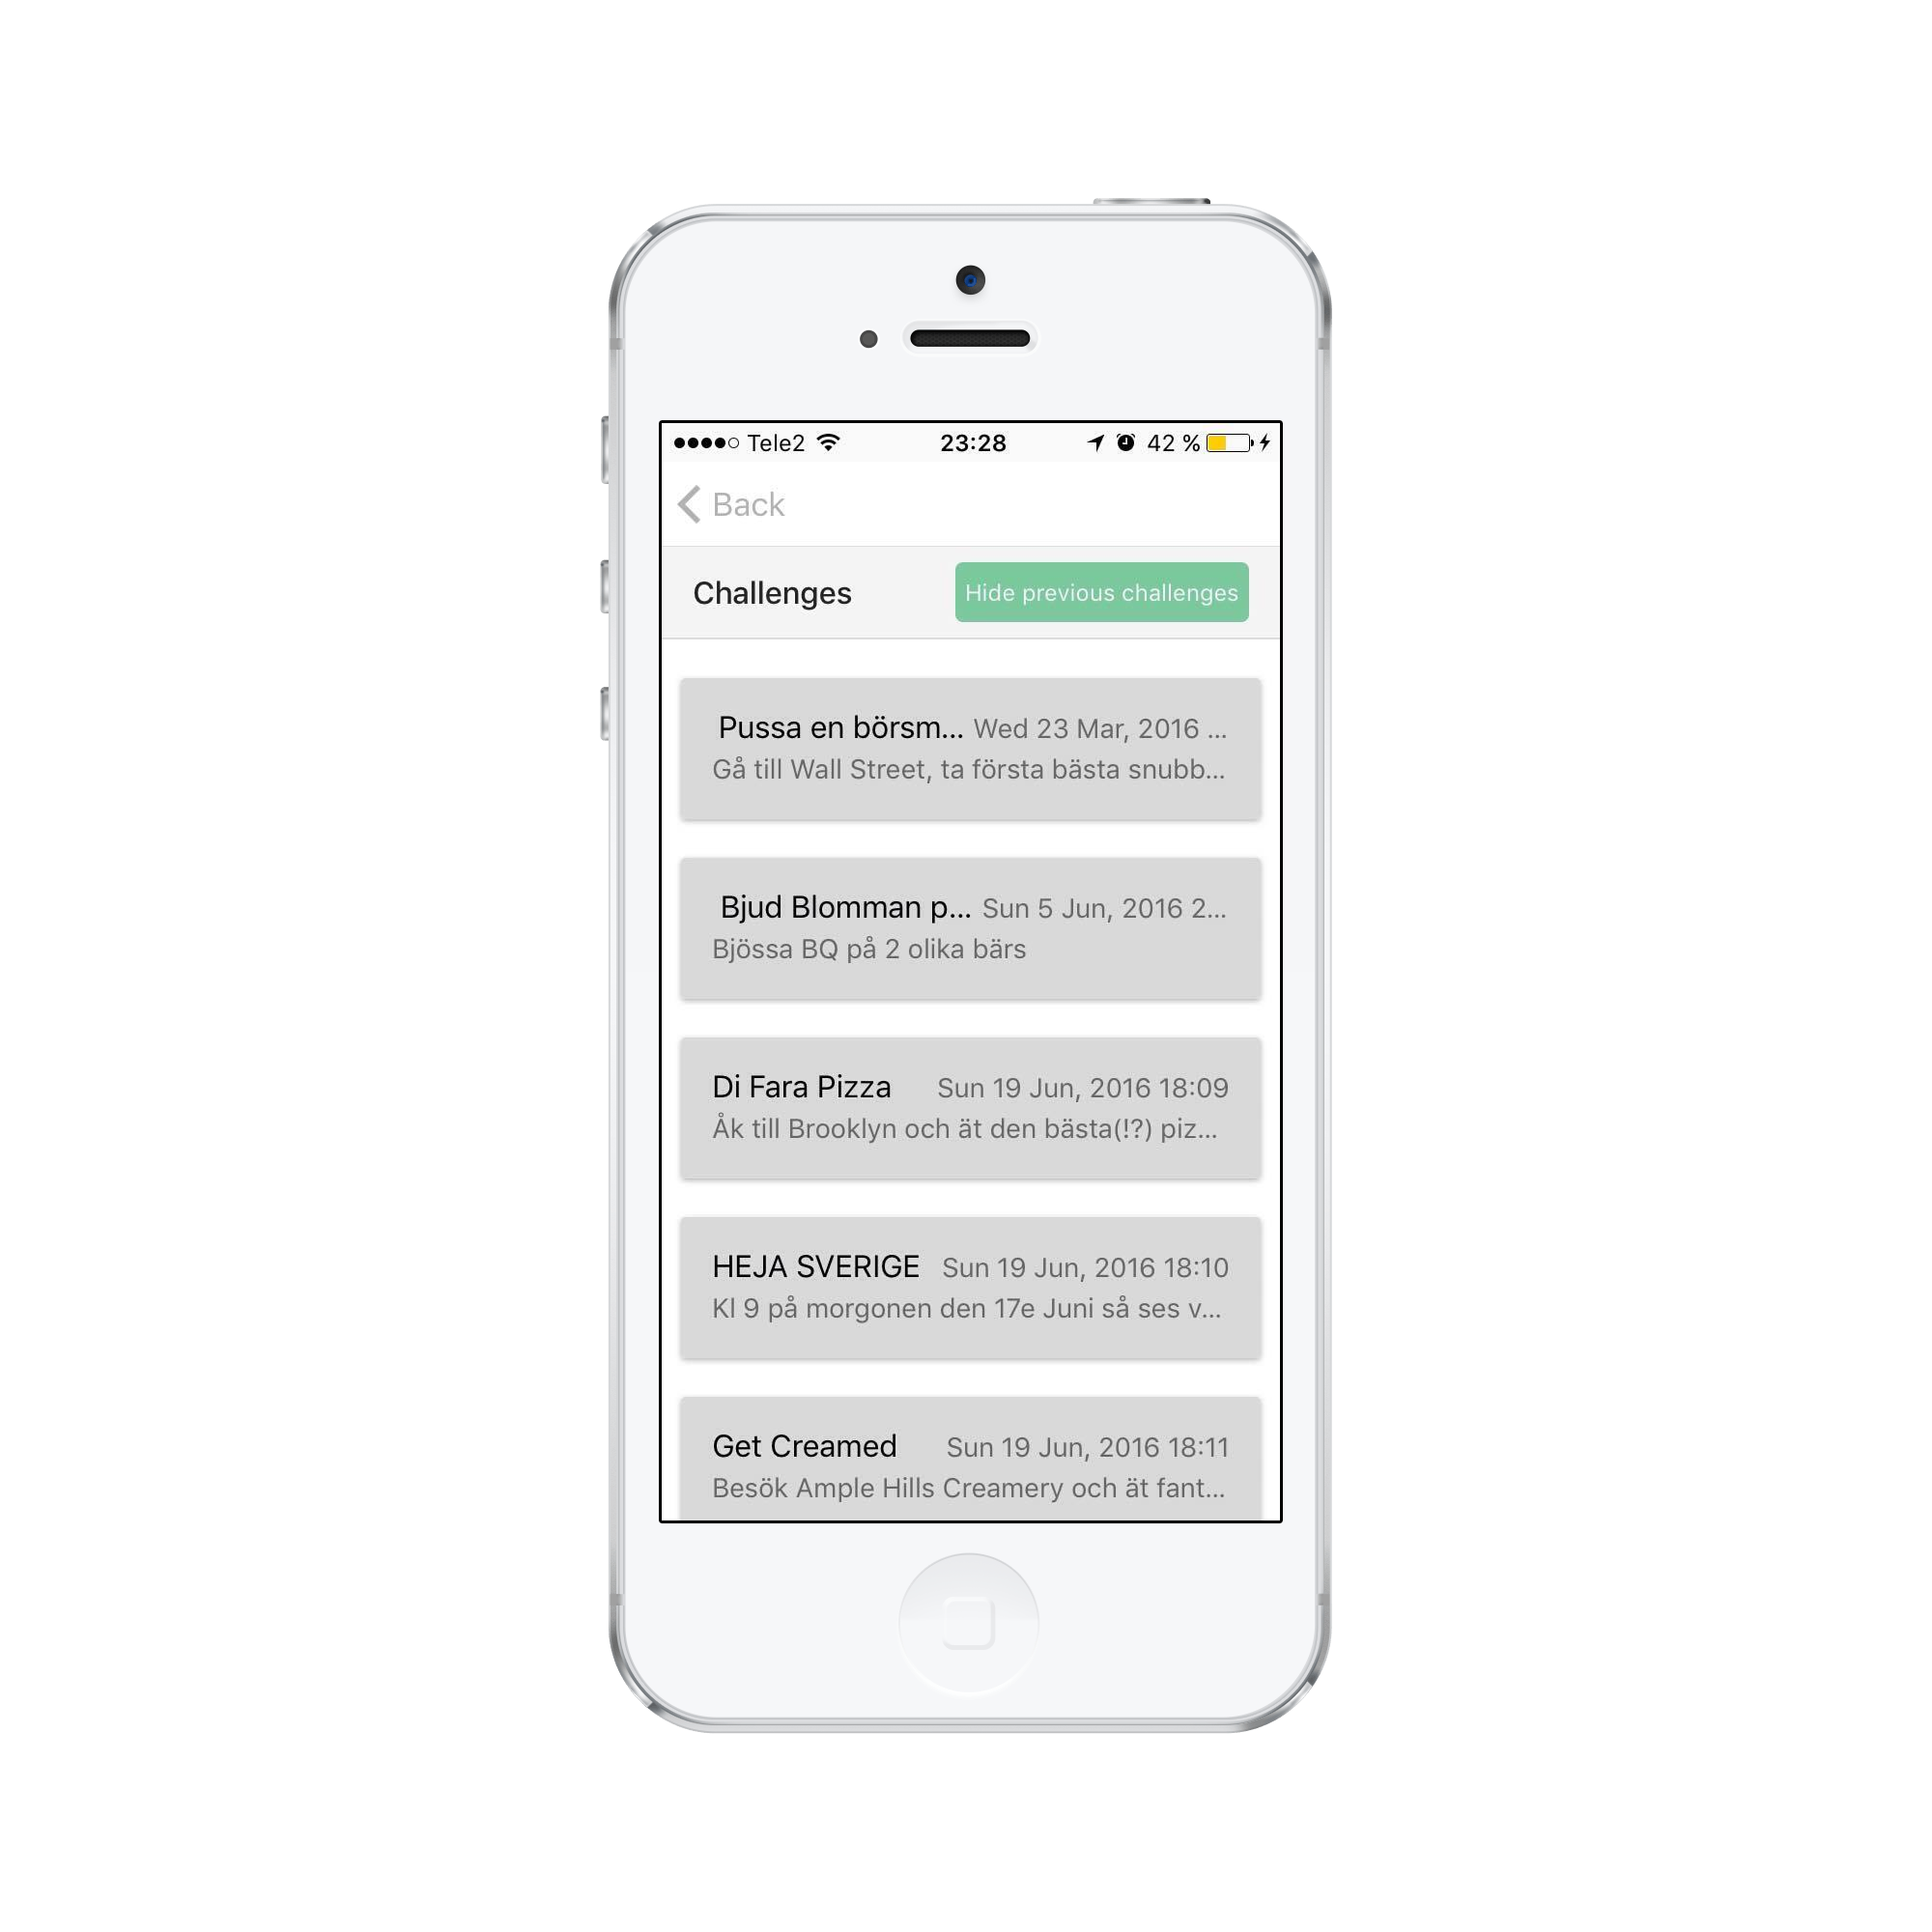 Tele2 23:28 42 %
Back
Challenges Hide previous challenges
Pussa en börsm... Wed 23 Mar, 2016 ...
Gå till Wall Street, ta första bästa snubb...
Bjud Blomman p... Sun 5 Jun, 2016 2...
Bjössa BQ på 2 olika bärs
Di Fara Pizza Sun 19 Jun, 2016 18:09
Åk till Brooklyn och ät den bästa(!?) piz...
HEJA SVERIGE Sun 19 Jun, 2016 18:10
Kl 9 på morgonen den 17e Juni så ses v...
Get Creamed Sun 19 Jun, 2016 18:11
Besök Ample Hills Creamery och ät fant...